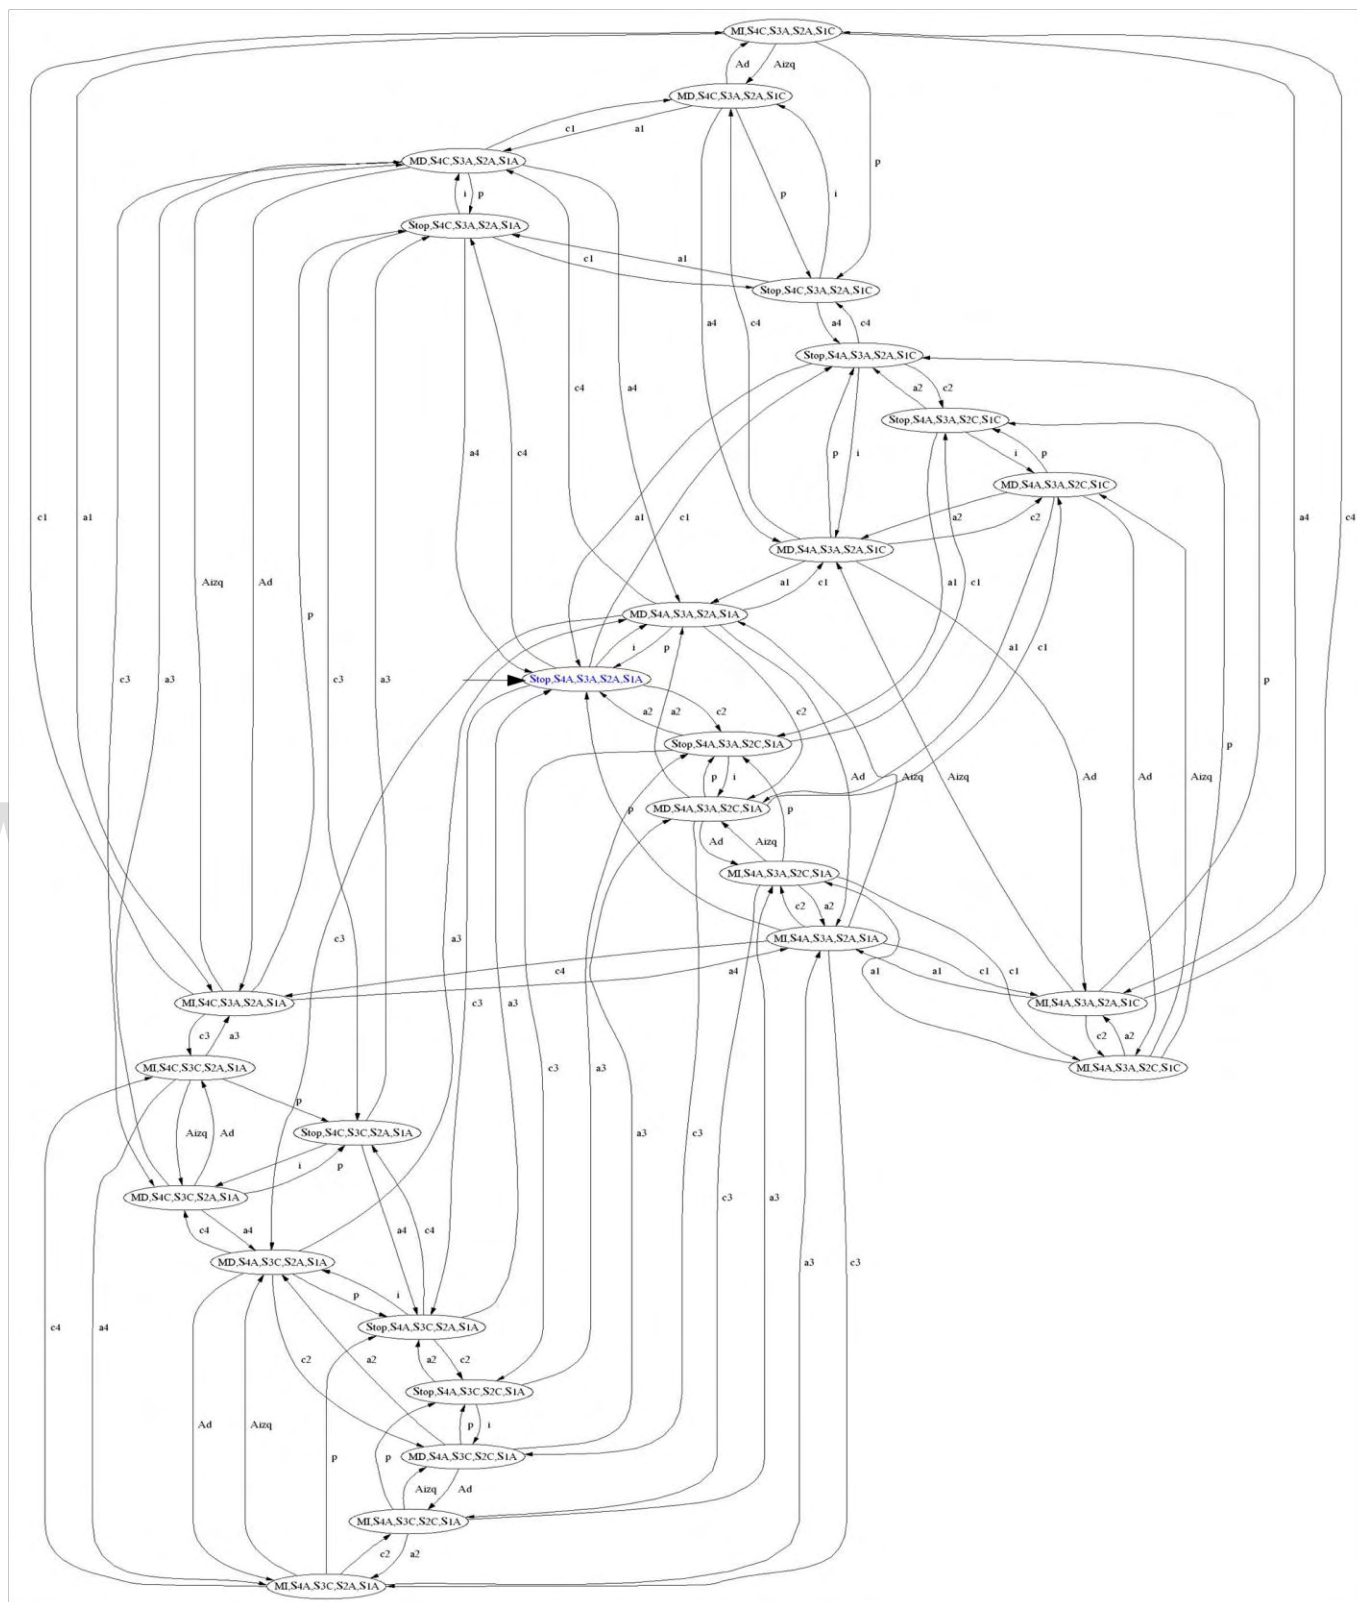 MI,S4C,S3A,S2A,S1C
Ad
Aizq
MD,S4C,S3A,S2A,S1C
c1
a1
MD,S4C,S3A,S2A,S1A
p
i
p
p
i
Stop,S4C,S3A,S2A,S1A
c1
a1
Stop,S4C,S3A,S2A,S1C
a4
c4
a4
c4
Stop,S4A,S3A,S2A,S1C
c4
a4
a2
c2
Stop,S4A,S3A,S2C,S1C
a4
c4
p
i
i
p
MD,S4A,S3A,S2C,S1C
c1
a1
a1
c1
a2
c2
a4
c4
MD,S4A,S3A,S2A,S1C
Aizq
Ad
a1
c1
a1
c1
p
MD,S4A,S3A,S2A,S1A
c3
a3
c3
a3
i
p
a1
c1
p
Stop,S4A,S3A,S2A,S1A
a2
c2
a2
c2
Stop,S4A,S3A,S2C,S1A
c3
a3
p
i
Ad
Aizq
Aizq
Ad
Ad
Aizq
p
MD,S4A,S3A,S2C,S1A
p
Ad
Aizq
p
MI,S4A,S3A,S2C,S1A
c2
a2
MI,S4A,S3A,S2A,S1A
c4
a4
a1
c1
c1
a1
MI,S4C,S3A,S2A,S1A
MI,S4A,S3A,S2A,S1C
c3
a3
c3
a3
c3
a3
c2
a2
MI,S4C,S3C,S2A,S1A
MI,S4A,S3A,S2C,S1C
p
Aizq
Ad
Stop,S4C,S3C,S2A,S1A
a3
c3
i
p
MD,S4C,S3C,S2A,S1A
c3
a3
c4
a4
a4
c4
MD,S4A,S3C,S2A,S1A
a3
c3
p
i
c4
a4
Stop,S4A,S3C,S2A,S1A
c2
a2
a2
c2
Stop,S4A,S3C,S2C,S1A
Ad
Aizq
p
i
p
p
MD,S4A,S3C,S2C,S1A
Aizq
Ad
MI,S4A,S3C,S2C,S1A
c2
a2
MI,S4A,S3C,S2A,S1A